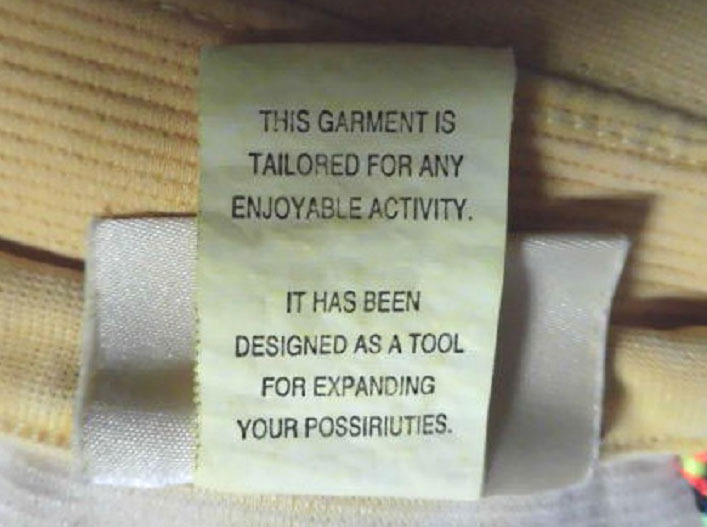 THIS GARMENT IS
TAILORED FOR ANY
ENJOYABLE ACTIVITY.
IT HAS BEEN
DESIGNED AS A TOOL
FOR EXPANDING
YOUR POSSIRIUTIES.